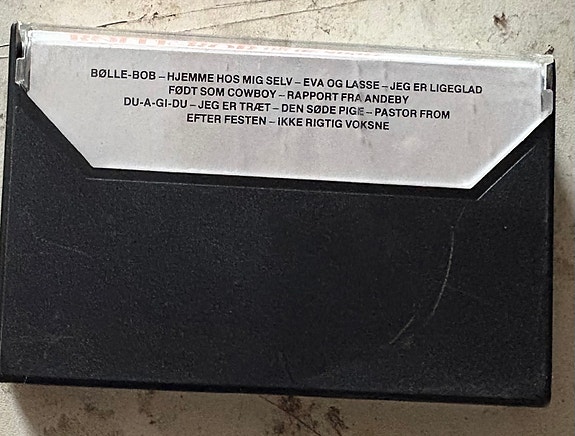 BØLLE-BOB – HJEMME HOS MIG SELV – EVA OG LASSE – JEG ER LIGEGLAD
FØDT SOM COWBOY – RAPPORT FRA ANDEBY
DU-A-GI-DU – JEG ER TRÆT – DEN SØDE PIGE – PASTOR FROM
EFTER FESTEN – IKKE RIGTIG VOKSNE